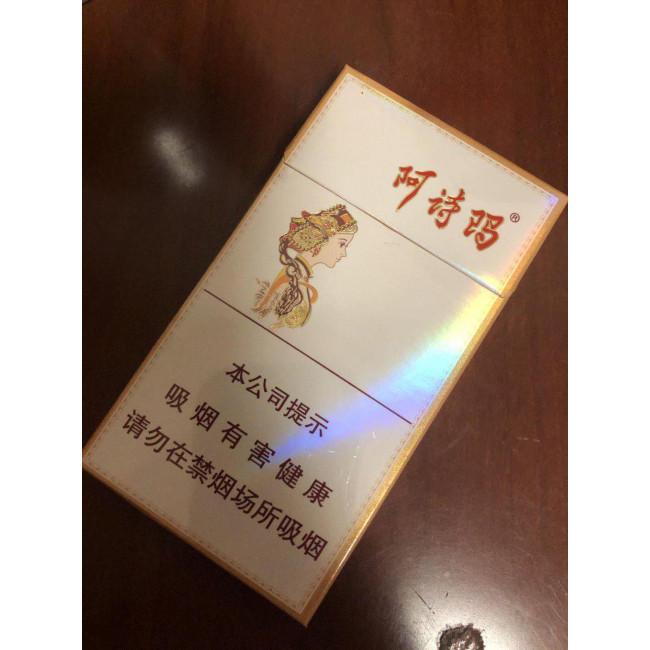 阿诗玛®
本公司提示
吸烟有害健康
请勿在禁烟场所吸烟